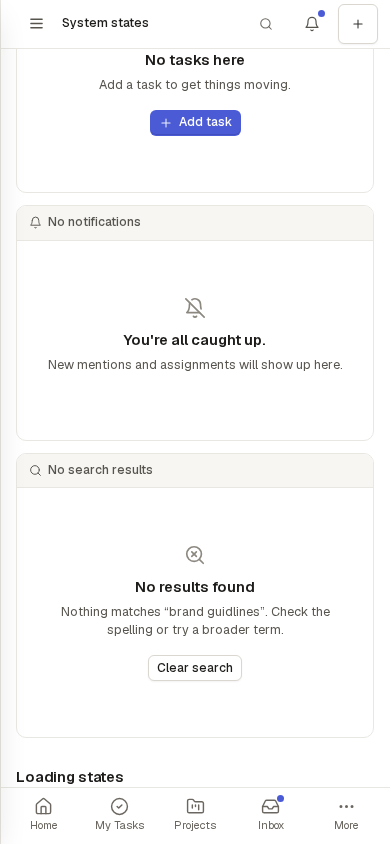 System states
No tasks here
Add a task to get things moving.
Add task
No notifications
You're all caught up.
New mentions and assignments will show up here.
No search results
No results found
Nothing matches “brand guidlines”. Check the
spelling or try a broader term.
Clear search
Loading states
Home
My Tasks
Projects
Inbox
More